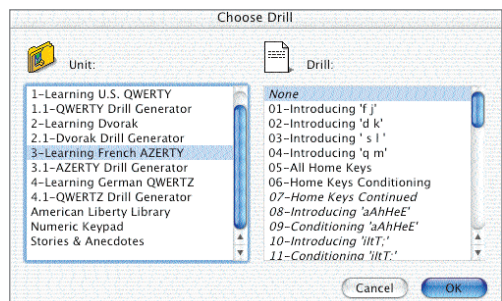 Choose Drill
Unit:
1-Learning U.S. QWERTY
1.1-QWERTY Drill Generator
2-Learning Dvorak
2.1-Dvorak Drill Generator
3-Learning French AZERTY
3.1-AZERTY Drill Generator
4-Learning German QWERTZ
4.1-QWERTZ Drill Generator
American Liberty Library
Numeric Keypad
Stories & Anecdotes
Drill:
None
01-Introducing 'f j'
02-Introducing 'd k'
03-Introducing ' s l '
04-Introducing 'q m'
05-All Home Keys
06-Home Keys Conditioning
07-Home Keys Continued
08-Introducing 'aAhHeE'
09-Conditioning 'aAhHeE'
10-Introducing 'iItT;'
11-Conditioning 'iItT;'
Cancel
OK